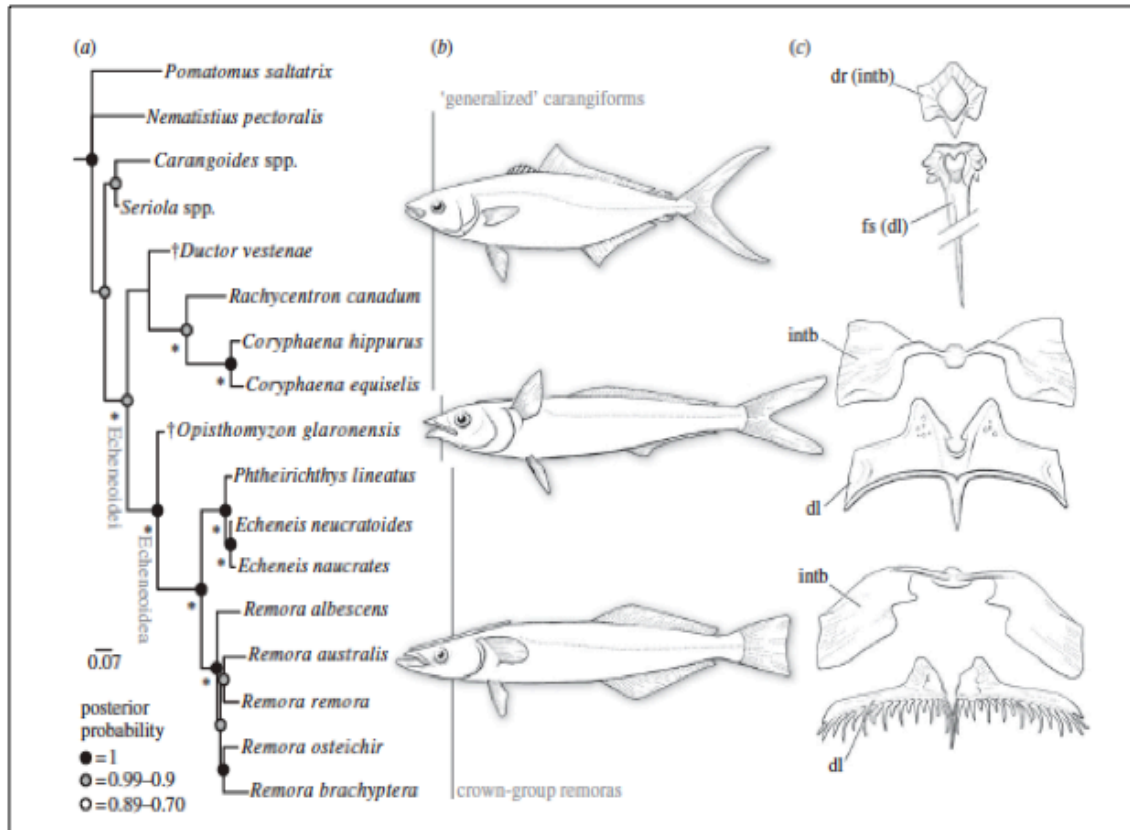 (a)
Pomatomus saltatrix
Nematistius pectoralis
Carangoides spp.
Seriola spp.
†Ductor vestenae
Rachycentron canadum
Coryphaena hippurus
Coryphaena equiselis
* Echeneoidei
†Opisthomyzon glaronensis
* Echeneoidea
Phtheirichthys lineatus
Echeneis neucratoides
Echeneis naucrates
Remora albescens
Remora australis
Remora remora
Remora osteichir
Remora brachyptera
*
*
*
*
*
*
0.07
posterior
probability
=1
=0.99–0.9
=0.89–0.70
(b)
'generalized' carangiforms
crown-group remoras
(c)
dr (intb)
fs (dl)
intb
dl
intb
dl